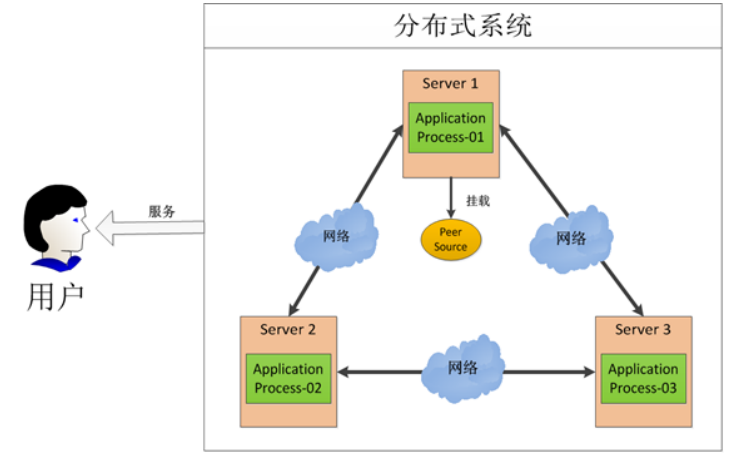 分布式系统
Server 1
Application
Process-01
挂载
服务
网络
Peer
Source
网络
用户
Server 2
Server 3
Application
Process-02
网络
Application
Process-03